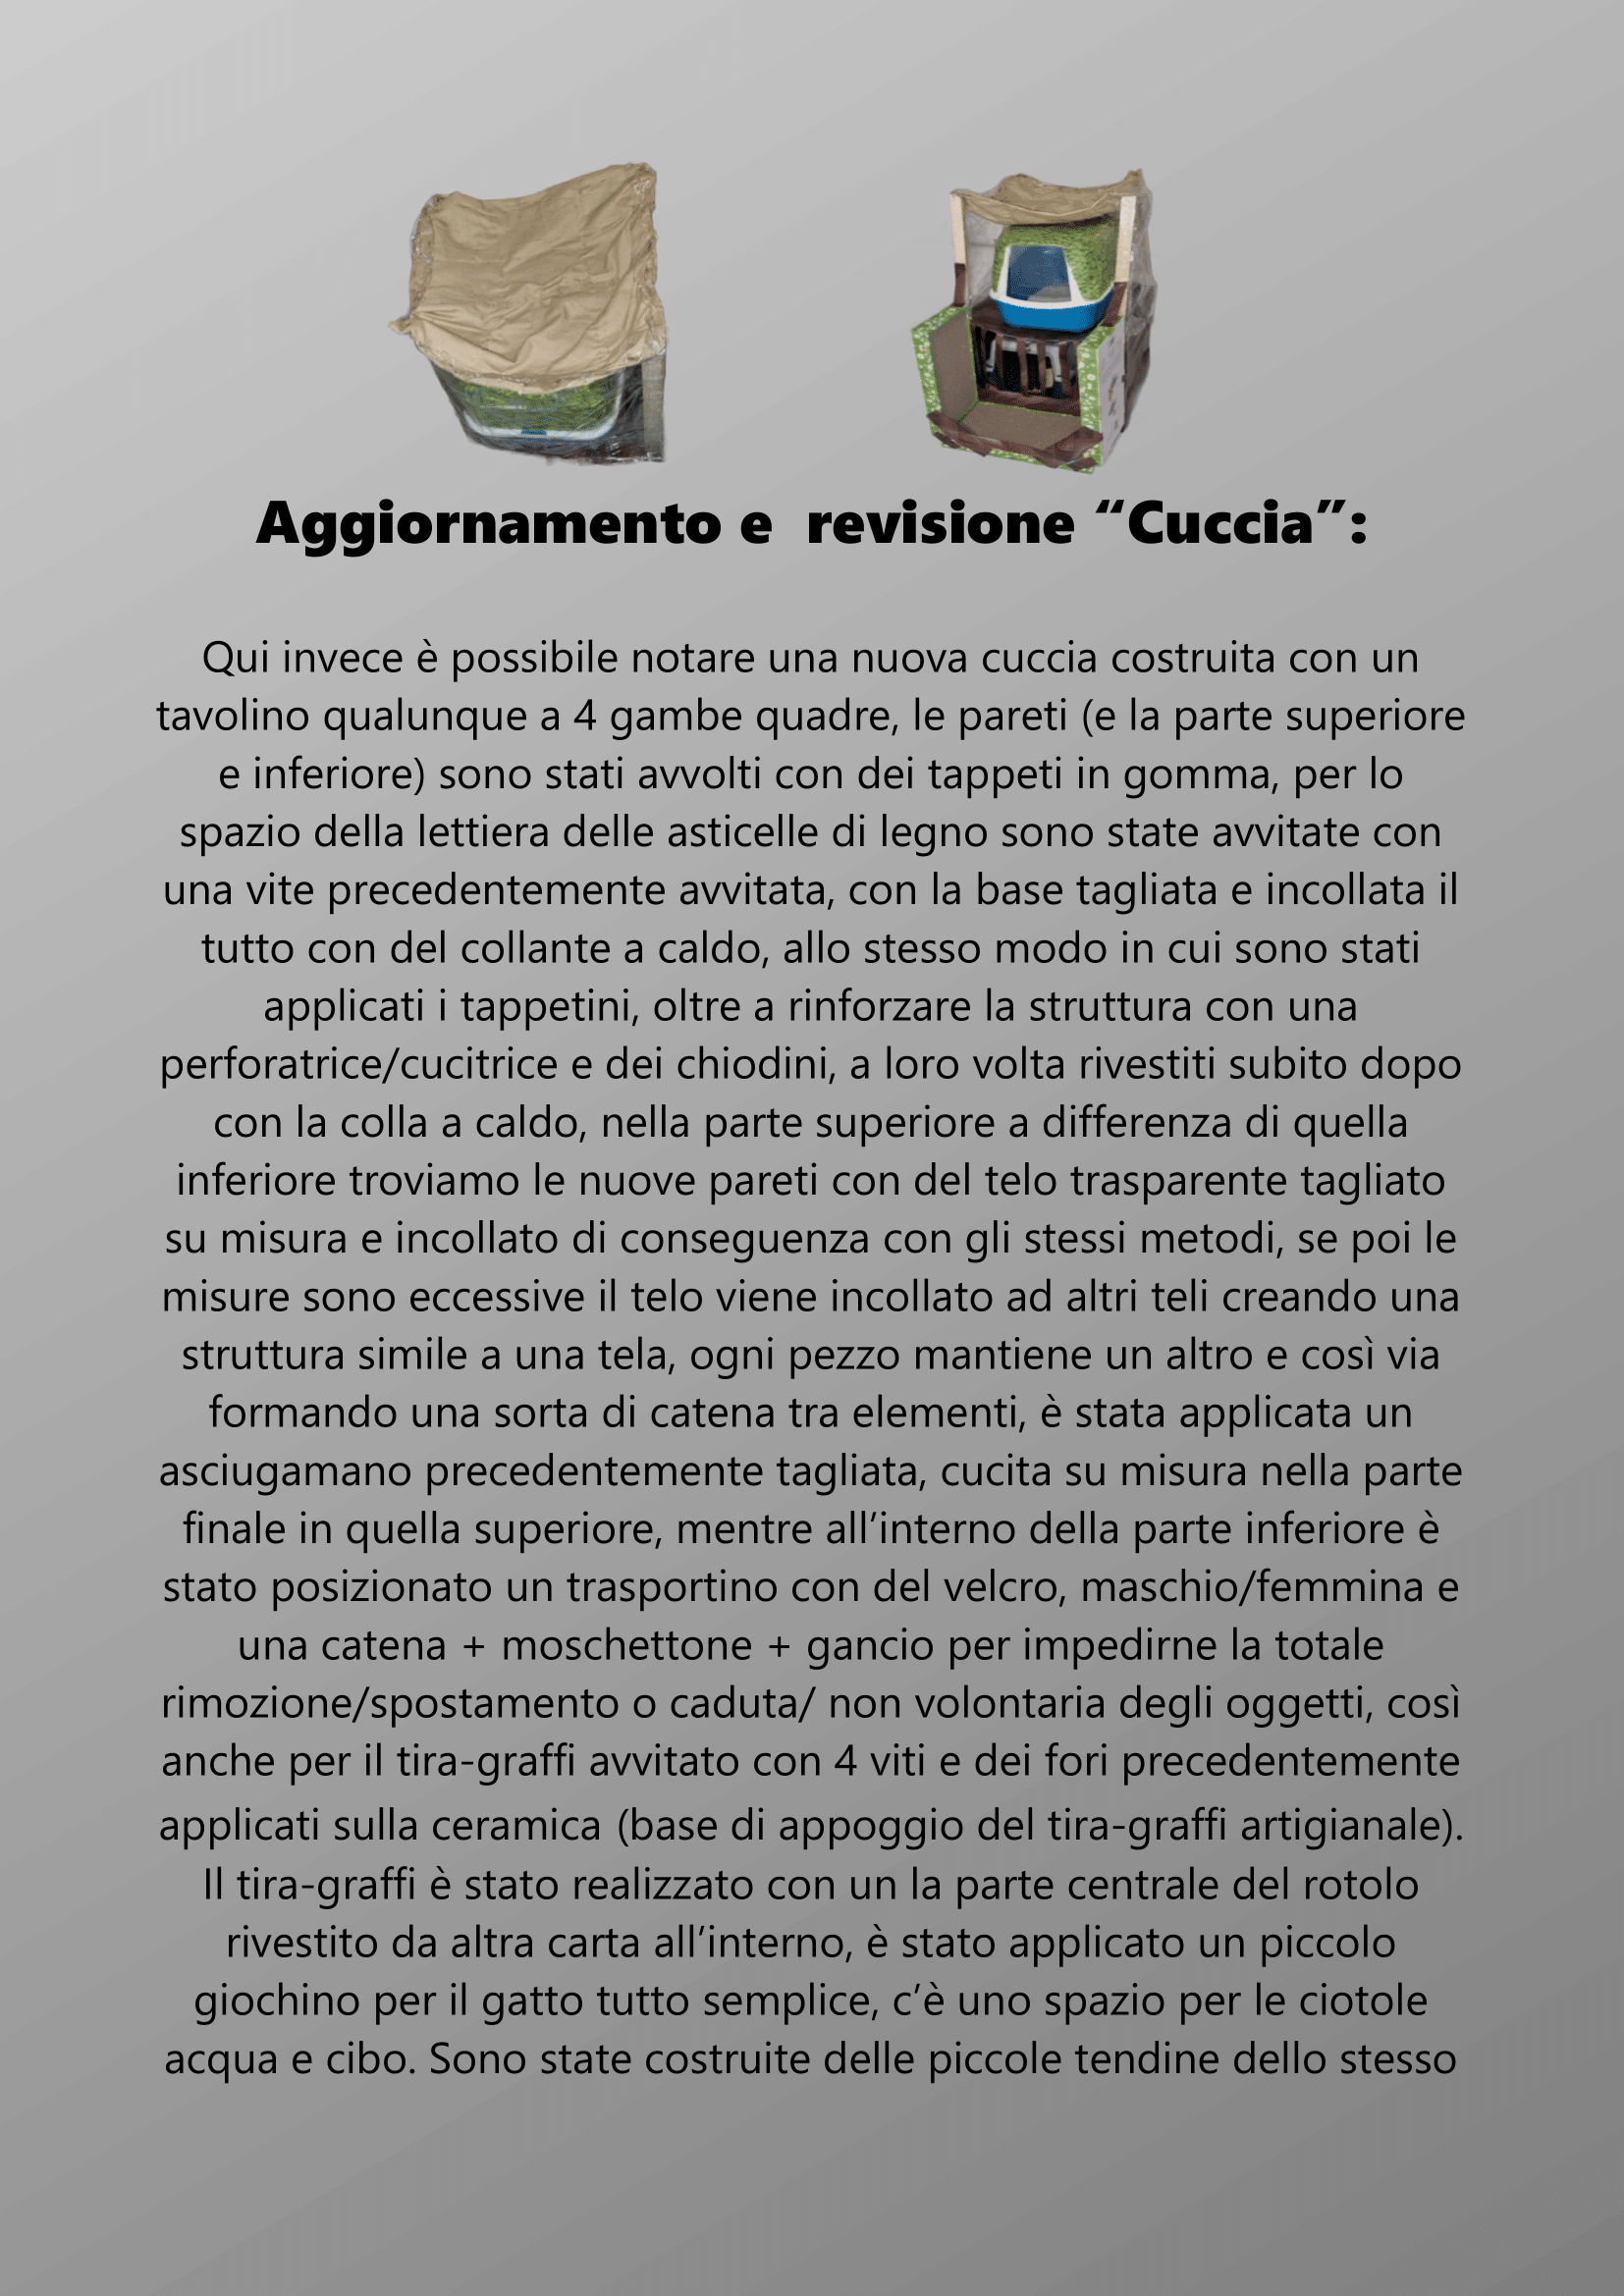 Aggiornamento e  revisione “Cuccia”:
Qui invece è possibile notare una nuova cuccia costruita con un
tavolino qualunque a 4 gambe quadre, le pareti (e la parte superiore
e inferiore) sono stati avvolti con dei tappeti in gomma, per lo
spazio della lettiera delle asticelle di legno sono state avvitate con
una vite precedentemente avvitata, con la base tagliata e incollata il
tutto con del collante a caldo, allo stesso modo in cui sono stati
applicati i tappetini, oltre a rinforzare la struttura con una
perforatrice/cucitrice e dei chiodini, a loro volta rivestiti subito dopo
con la colla a caldo, nella parte superiore a differenza di quella
inferiore troviamo le nuove pareti con del telo trasparente tagliato
su misura e incollato di conseguenza con gli stessi metodi, se poi le
misure sono eccessive il telo viene incollato ad altri teli creando una
struttura simile a una tela, ogni pezzo mantiene un altro e così via
formando una sorta di catena tra elementi, è stata applicata un
asciugamano precedentemente tagliata, cucita su misura nella parte
finale in quella superiore, mentre all’interno della parte inferiore è
stato posizionato un trasportino con del velcro, maschio/femmina e
una catena + moschettone + gancio per impedirne la totale
rimozione/spostamento o caduta/ non volontaria degli oggetti, così
anche per il tira-graffi avvitato con 4 viti e dei fori precedentemente
applicati sulla ceramica (base di appoggio del tira-graffi artigianale).
Il tira-graffi è stato realizzato con un la parte centrale del rotolo
rivestito da altra carta all’interno, è stato applicato un piccolo
giochino per il gatto tutto semplice, c’è uno spazio per le ciotole
acqua e cibo. Sono state costruite delle piccole tendine dello stesso